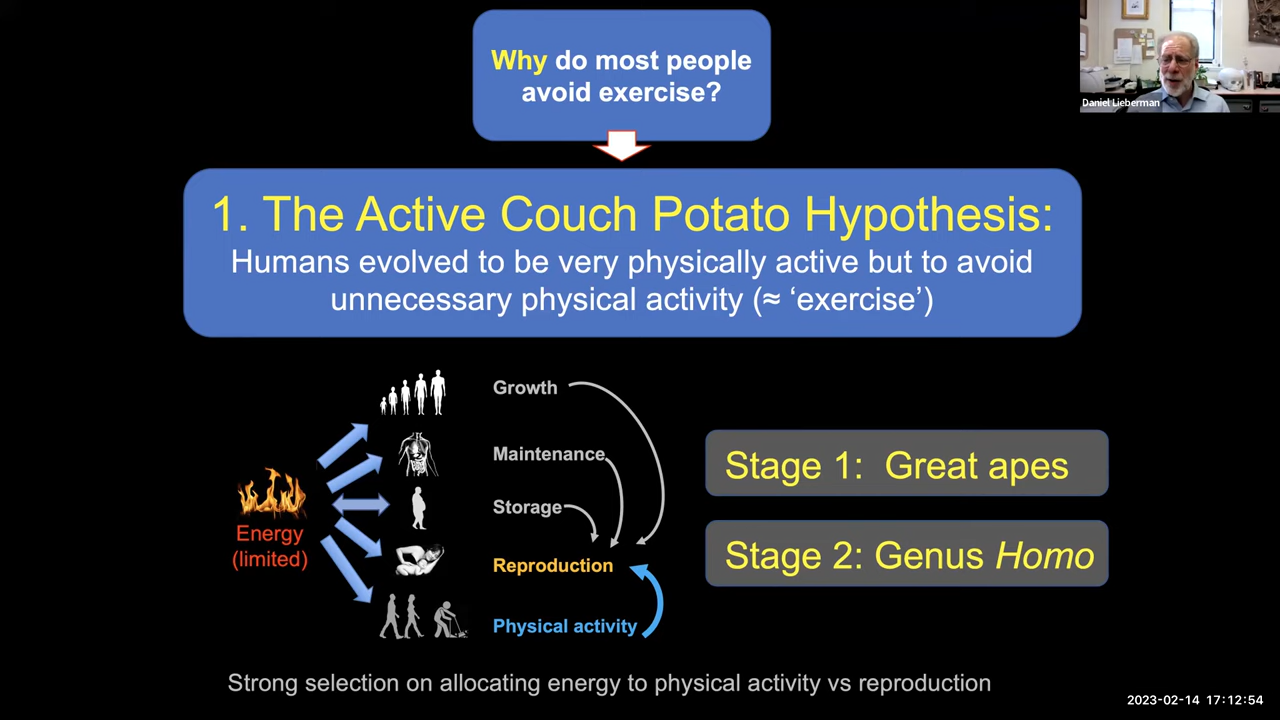 Why do most people
avoid exercise?
Daniel Lieberman
1. The Active Couch Potato Hypothesis:
Humans evolved to be very physically active but to avoid
unnecessary physical activity (≈ ‘exercise’)
Growth
Maintenance
Storage
Reproduction
Physical activity
Energy
(limited)
Stage 1: Great apes
Stage 2: Genus Homo
Strong selection on allocating energy to physical activity vs reproduction
2023-02-14 17:12:54